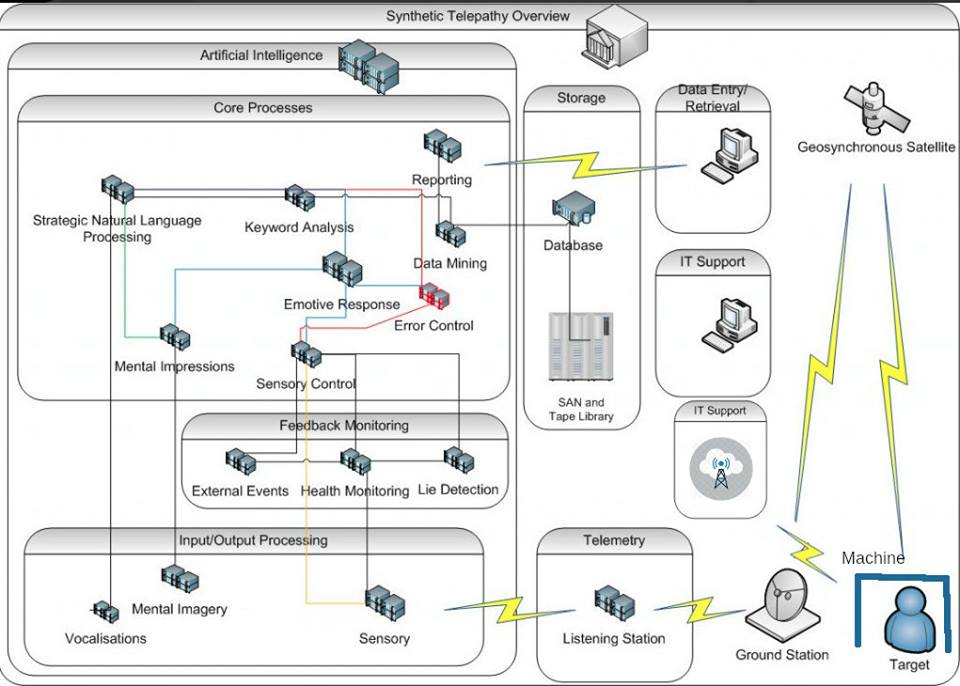 Synthetic Telepathy Overview
Artificial Intelligence
Core Processes
Reporting
Strategic Natural Language
Processing
Keyword Analysis
Data Mining
Emotive Response
Error Control
Mental Impressions
Sensory Control
Feedback Monitoring
External Events
Health Monitoring
Lie Detection
Input/Output Processing
Mental Imagery
Vocalisations
Sensory
Storage
Database
SAN and
Tape Library
Data Entry/
Retrieval
IT Support
IT Support
Telemetry
Listening Station
Geosynchronous Satellite
Ground Station
Machine
Target